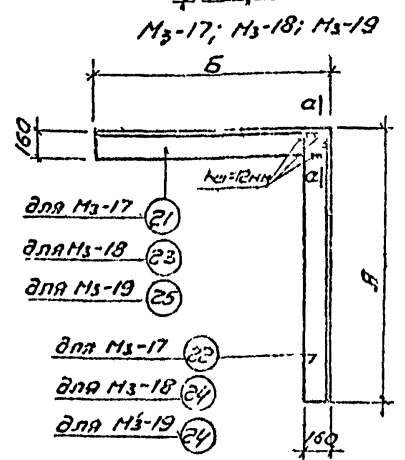 Мз-17; Мз-18; Мз-19
Б
а|
160
hш=12мм
а|
для Мз-17 21
для Мз-18 23
для Мз-19 25
А
для Мз-17 22
для Мз-18 24
для Мз-19 24
160